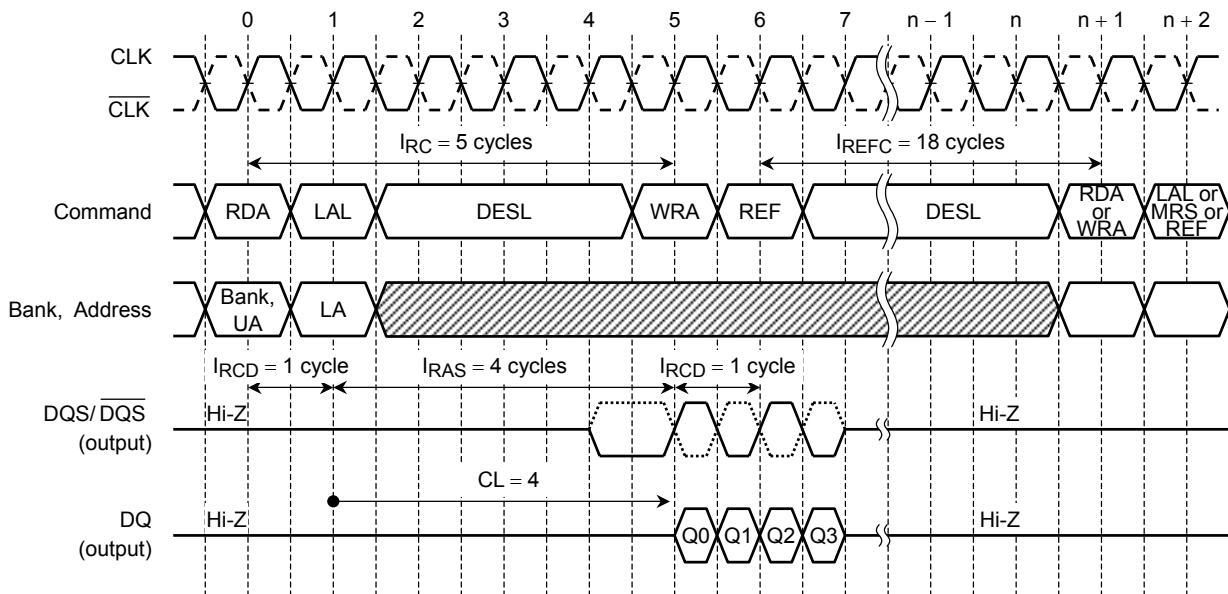 0 1 2 3 4 5 6 7 n − 1 n n + 1 n + 2
CLK
CLK
IRC = 5 cycles IREFC = 18 cycles
Command RDA LAL DESL WRA REF DESL RDA or WRA LAL or MRS or REF
Bank, Address Bank, UA LA
IRCD = 1 cycle IRAS = 4 cycles IRCD = 1 cycle
DQS/DQS Hi-Z Hi-Z
(output)
CL = 4
DQ Hi-Z Q0 Q1 Q2 Q3 Hi-Z
(output)